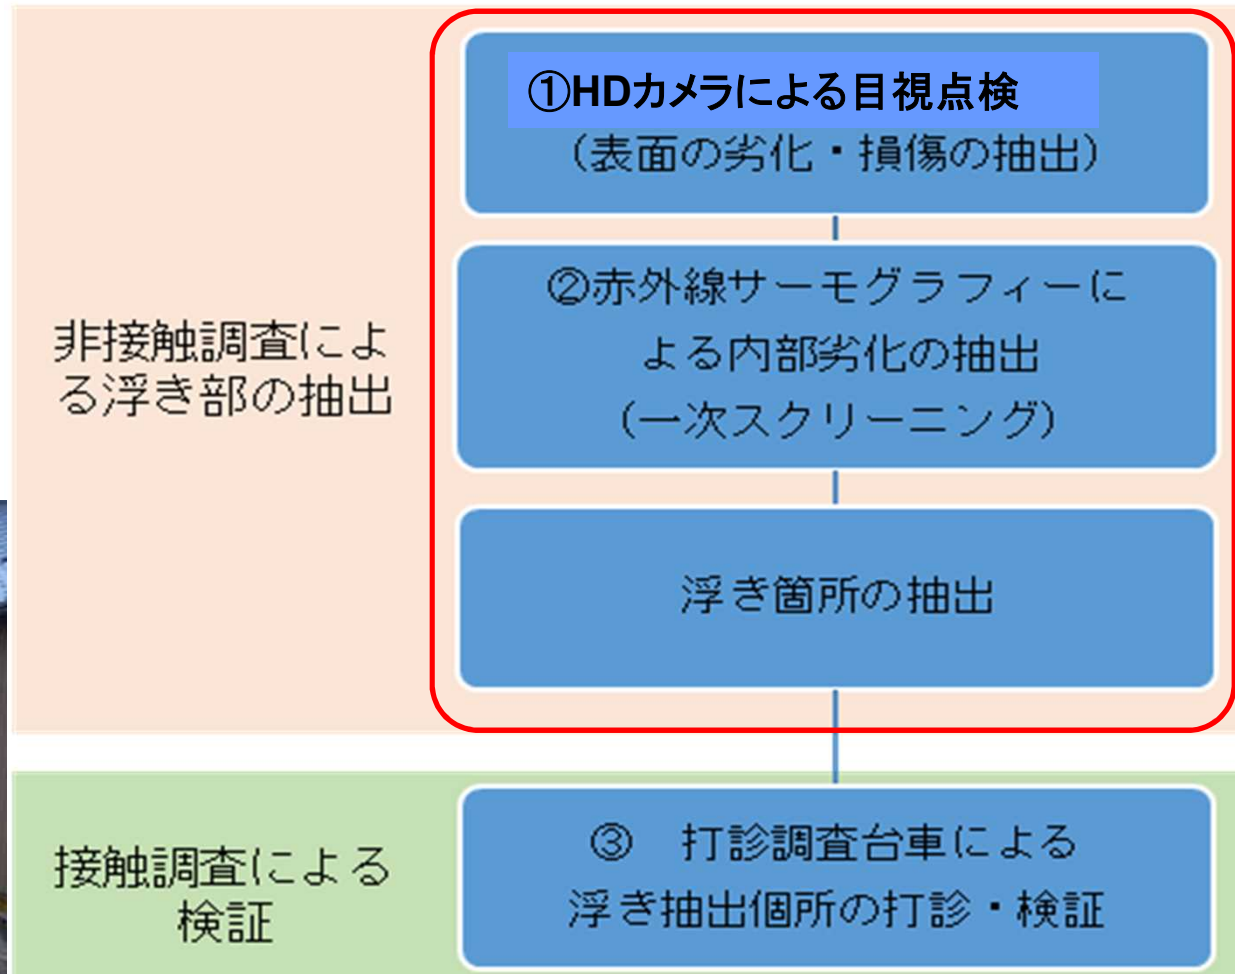 非接触調査によ
る浮き部の抽出
①HDカメラによる目視点検
（表面の劣化・損傷の抽出）
②赤外線サーモグラフィーに
よる内部劣化の抽出
（一次スクリーニング）
浮き箇所の抽出
接触調査による
検証
③　打診調査台車による
浮き抽出個所の打診・検証